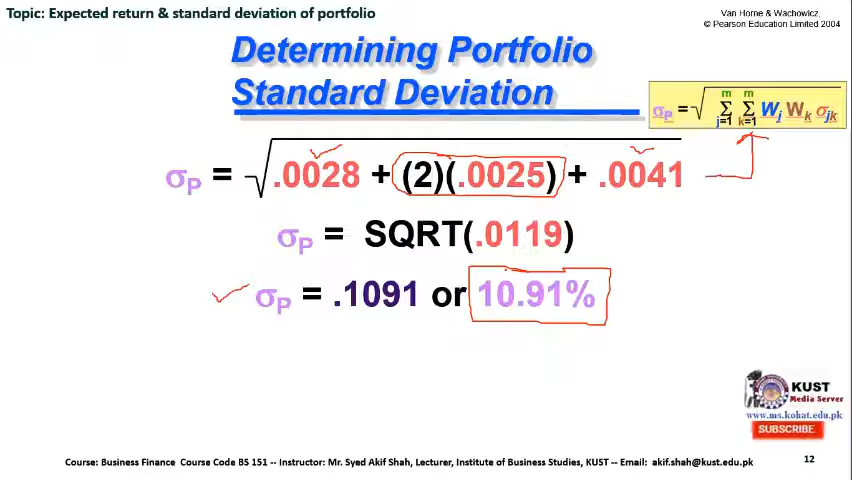 Topic: Expected return & standard deviation of portfolio
Van Horne & Wachowicz,
© Pearson Education Limited 2004
Determining Portfolio
Standard Deviation
σP = √ m Σ j=1 m Σ k=1 Wj Wk σjk
σP = √ .0028 + (2)(.0025) + .0041
σP = SQRT(.0119)
σP = .1091 or 10.91%
KUST
Media Server
www.ms.kohat.edu.pk
SUBSCRIBE
Course: Business Finance Course Code BS 151 -- Instructor: Mr. Syed Akif Shah, Lecturer, Institute of Business Studies, KUST -- Email: akif.shah@kust.edu.pk
12